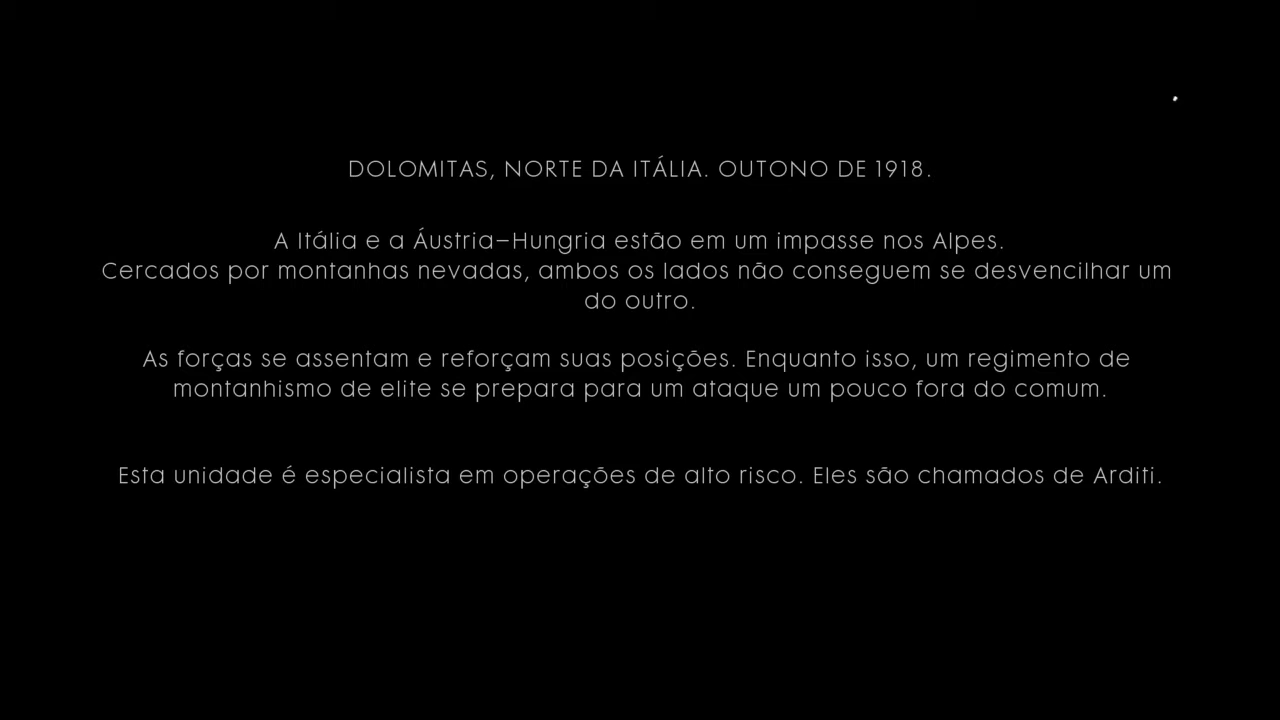 DOLOMITAS, NORTE DA ITÁLIA. OUTONO DE 1918.
A Itália e a Áustria–Hungria estão em um impasse nos Alpes.
Cercados por montanhas nevadas, ambos os lados não conseguem se desvencilhar um
do outro.
As forças se assentam e reforçam suas posições. Enquanto isso, um regimento de
montanhismo de elite se prepara para um ataque um pouco fora do comum.
Esta unidade é especialista em operações de alto risco. Eles são chamados de Arditi.